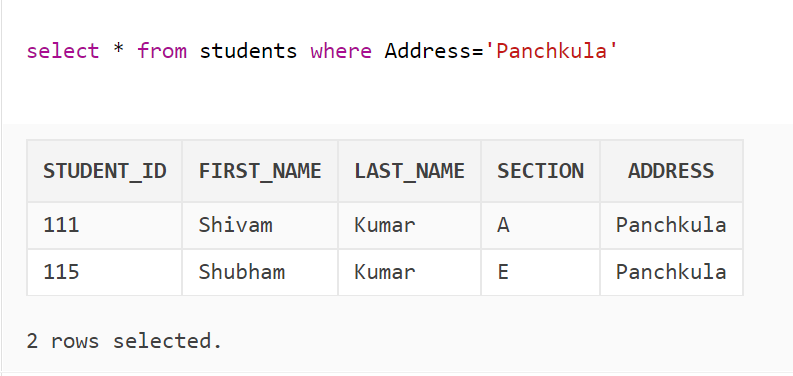 select * from students where Address='Panchkula'
STUDENT_ID FIRST_NAME LAST_NAME SECTION ADDRESS
111 Shivam Kumar A Panchkula
115 Shubham Kumar E Panchkula
2 rows selected.